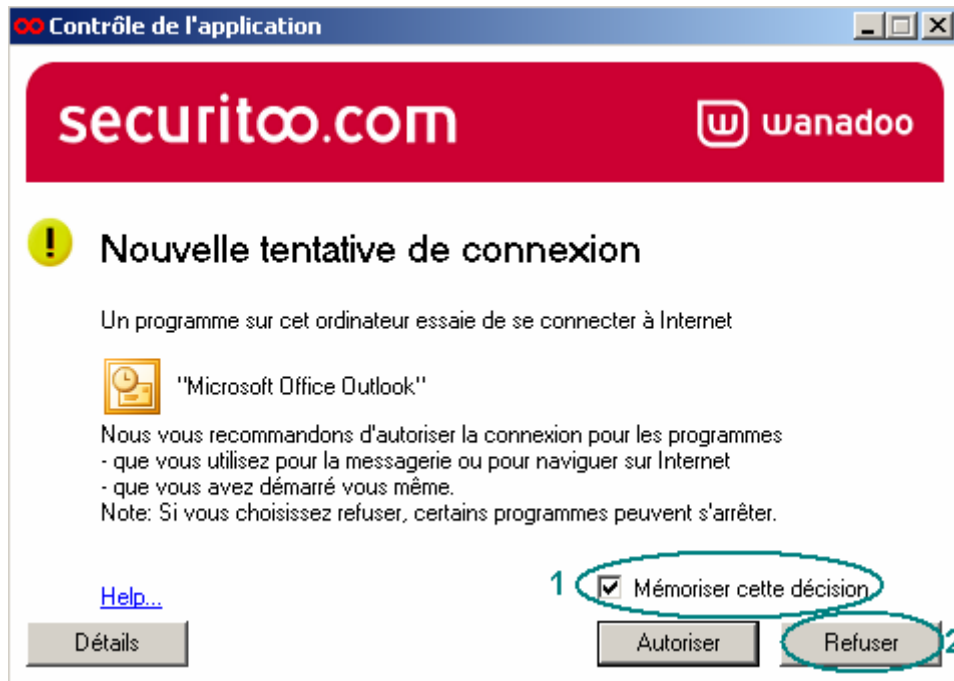 Contrôle de l'application
securitoo.com
wanadoo
Nouvelle tentative de connexion
Un programme sur cet ordinateur essaie de se connecter à Internet
"Microsoft Office Outlook"
Nous vous recommandons d'autoriser la connexion pour les programmes
- que vous utilisez pour la messagerie ou pour naviguer sur Internet
- que vous avez démarré vous même.
Note: Si vous choisissez refuser, certains programmes peuvent s'arrêter.
1 Mémoriser cette décision
Help...
Détails Autoriser Refuser 2